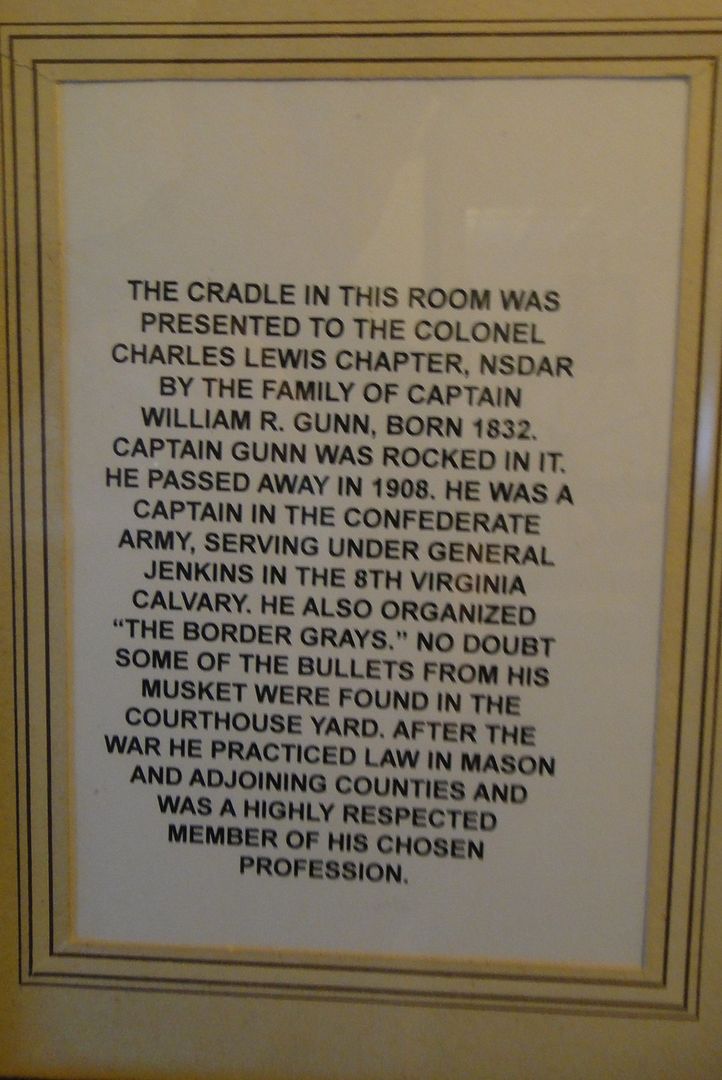 THE CRADLE IN THIS ROOM WAS
PRESENTED TO THE COLONEL
CHARLES LEWIS CHAPTER, NSDAR
BY THE FAMILY OF CAPTAIN
WILLIAM R. GUNN, BORN 1832.
CAPTAIN GUNN WAS ROCKED IN IT.
HE PASSED AWAY IN 1908. HE WAS A
CAPTAIN IN THE CONFEDERATE
ARMY, SERVING UNDER GENERAL
JENKINS IN THE 8TH VIRGINIA
CALVARY. HE ALSO ORGANIZED
“THE BORDER GRAYS.” NO DOUBT
SOME OF THE BULLETS FROM HIS
MUSKET WERE FOUND IN THE
COURTHOUSE YARD. AFTER THE
WAR HE PRACTICED LAW IN MASON
AND ADJOINING COUNTIES AND
WAS A HIGHLY RESPECTED
MEMBER OF HIS CHOSEN
PROFESSION.